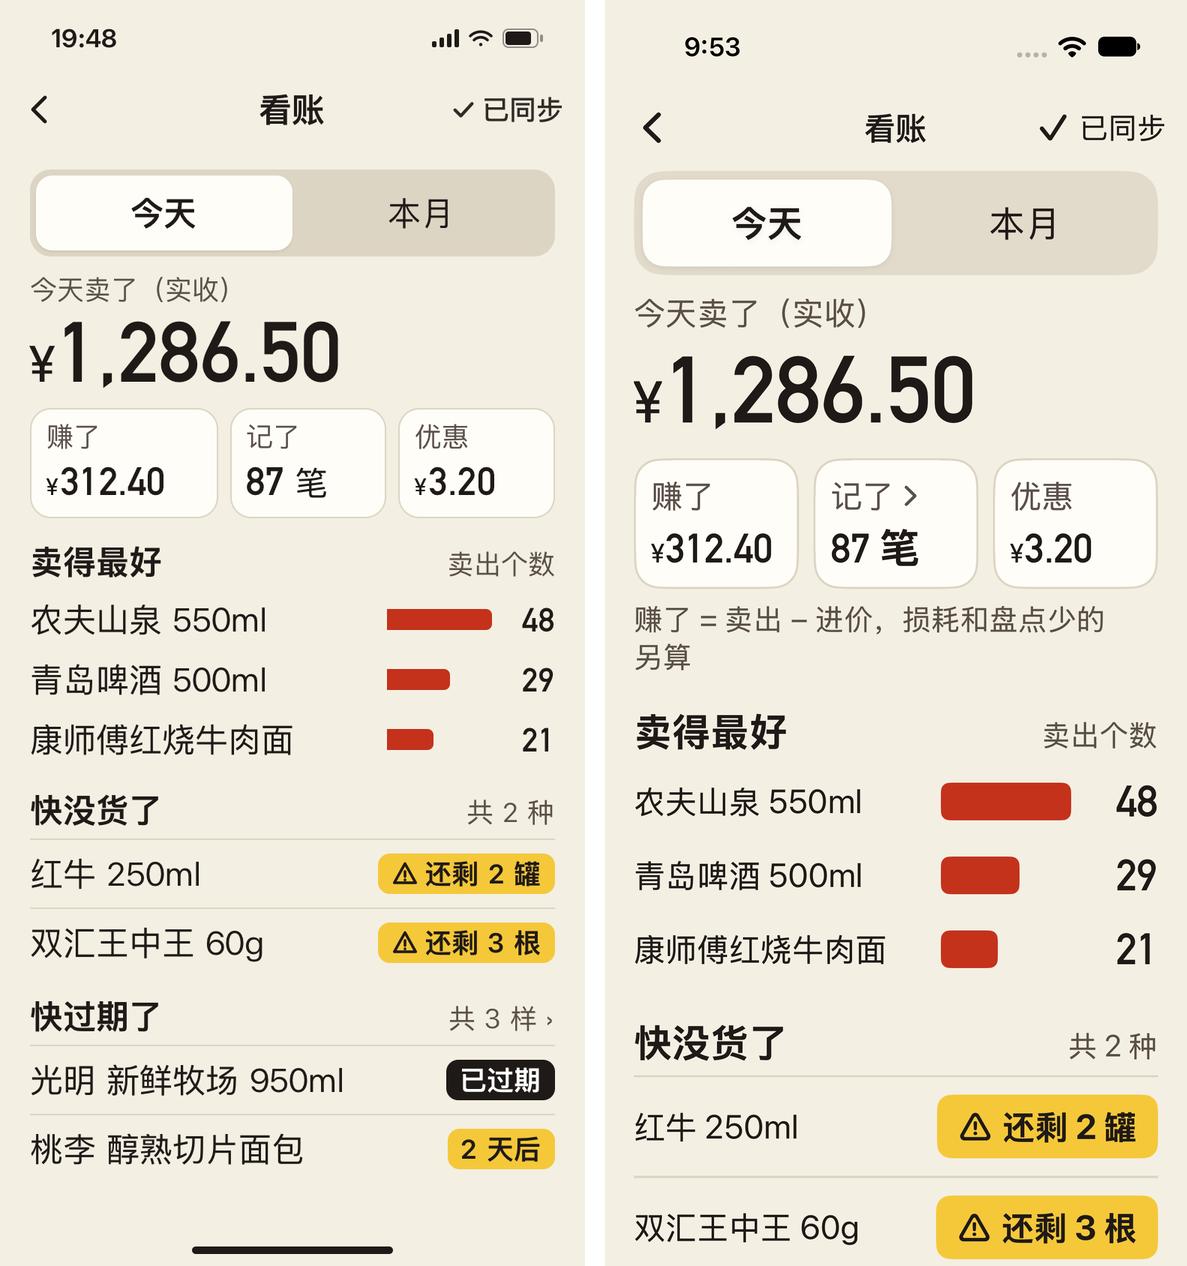 19:48
看账
已同步
今天
本月
今天卖了（实收）
¥1,286.50
赚了
¥312.40
记了
87 笔
优惠
¥3.20
卖得最好
卖出个数
农夫山泉 550ml
48
青岛啤酒 500ml
29
康师傅红烧牛肉面
21
快没货了
共 2 种
红牛 250ml
还剩 2 罐
双汇王中王 60g
还剩 3 根
快过期了
共 3 样 ›
光明 新鲜牧场 950ml
已过期
桃李 醇熟切片面包
2 天后
9:53
看账
已同步
今天
本月
今天卖了（实收）
¥1,286.50
赚了
¥312.40
记了 >
87 笔
优惠
¥3.20
赚了 = 卖出 – 进价，损耗和盘点少的
另算
卖得最好
卖出个数
农夫山泉 550ml
48
青岛啤酒 500ml
29
康师傅红烧牛肉面
21
快没货了
共 2 种
红牛 250ml
还剩 2 罐
双汇王中王 60g
还剩 3 根